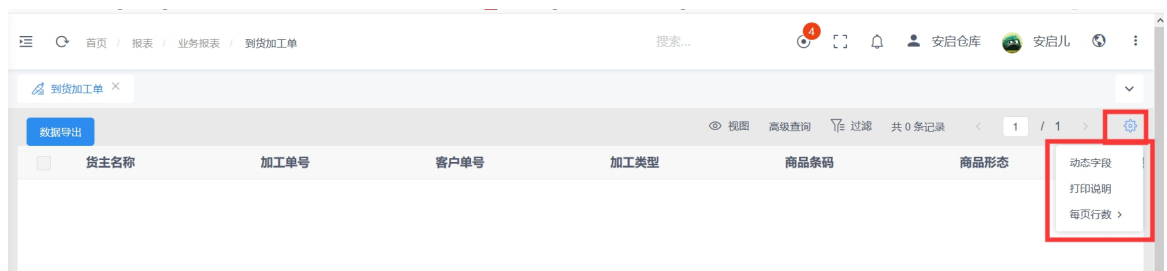 首页 / 报表 / 业务报表 / 到货加工单 搜索... 4 安启仓库 安启儿
到货加工单 ×
数据导出 视图 高级查询 过滤 共 0 条记录 < 1 / 1 >
货主名称 加工单号 客户单号 加工类型 商品条码 商品形态
动态字段
打印说明
每页行数 >